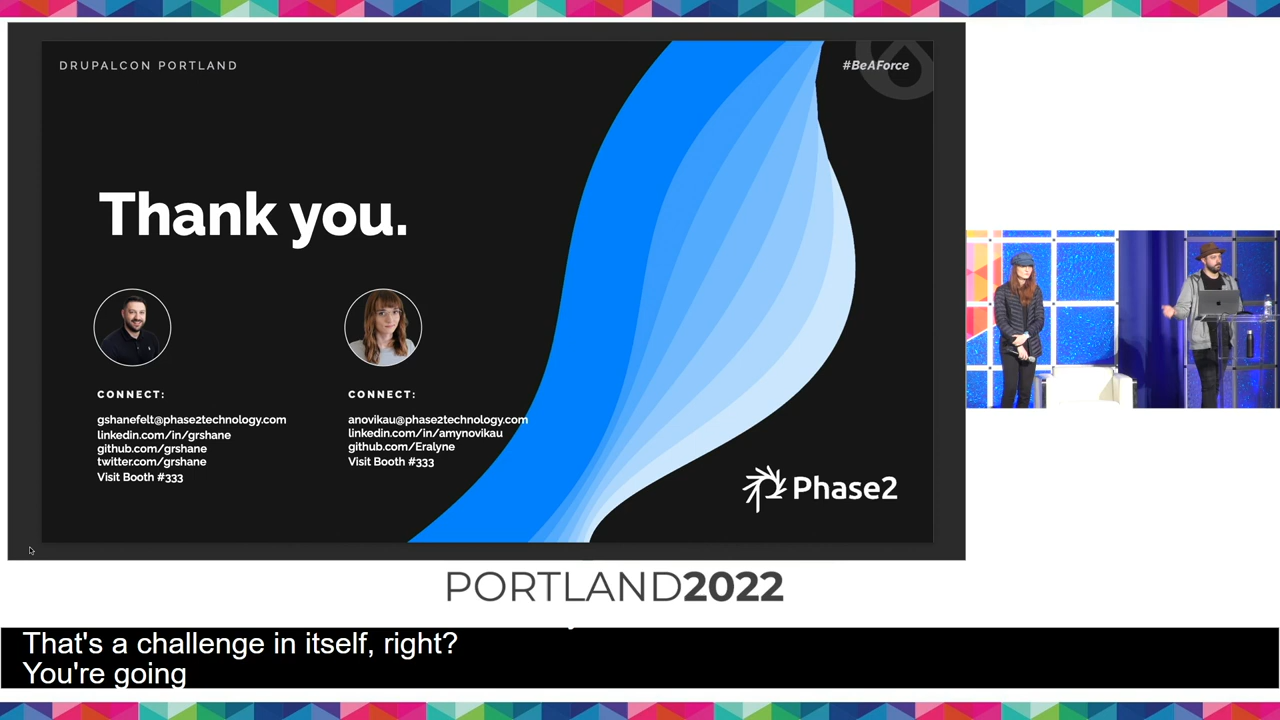 DRUPALCON PORTLAND
#BeAForce
Thank you.
CONNECT:
gshanefelt@phase2technology.com
linkedin.com/in/grshane
github.com/grshane
twitter.com/grshane
Visit Booth #333
CONNECT:
anovikau@phase2technology.com
linkedin.com/in/amynovikau
github.com/Eralyne
Visit Booth #333
Phase2
PORTLAND2022
That's a challenge in itself, right?
You're going